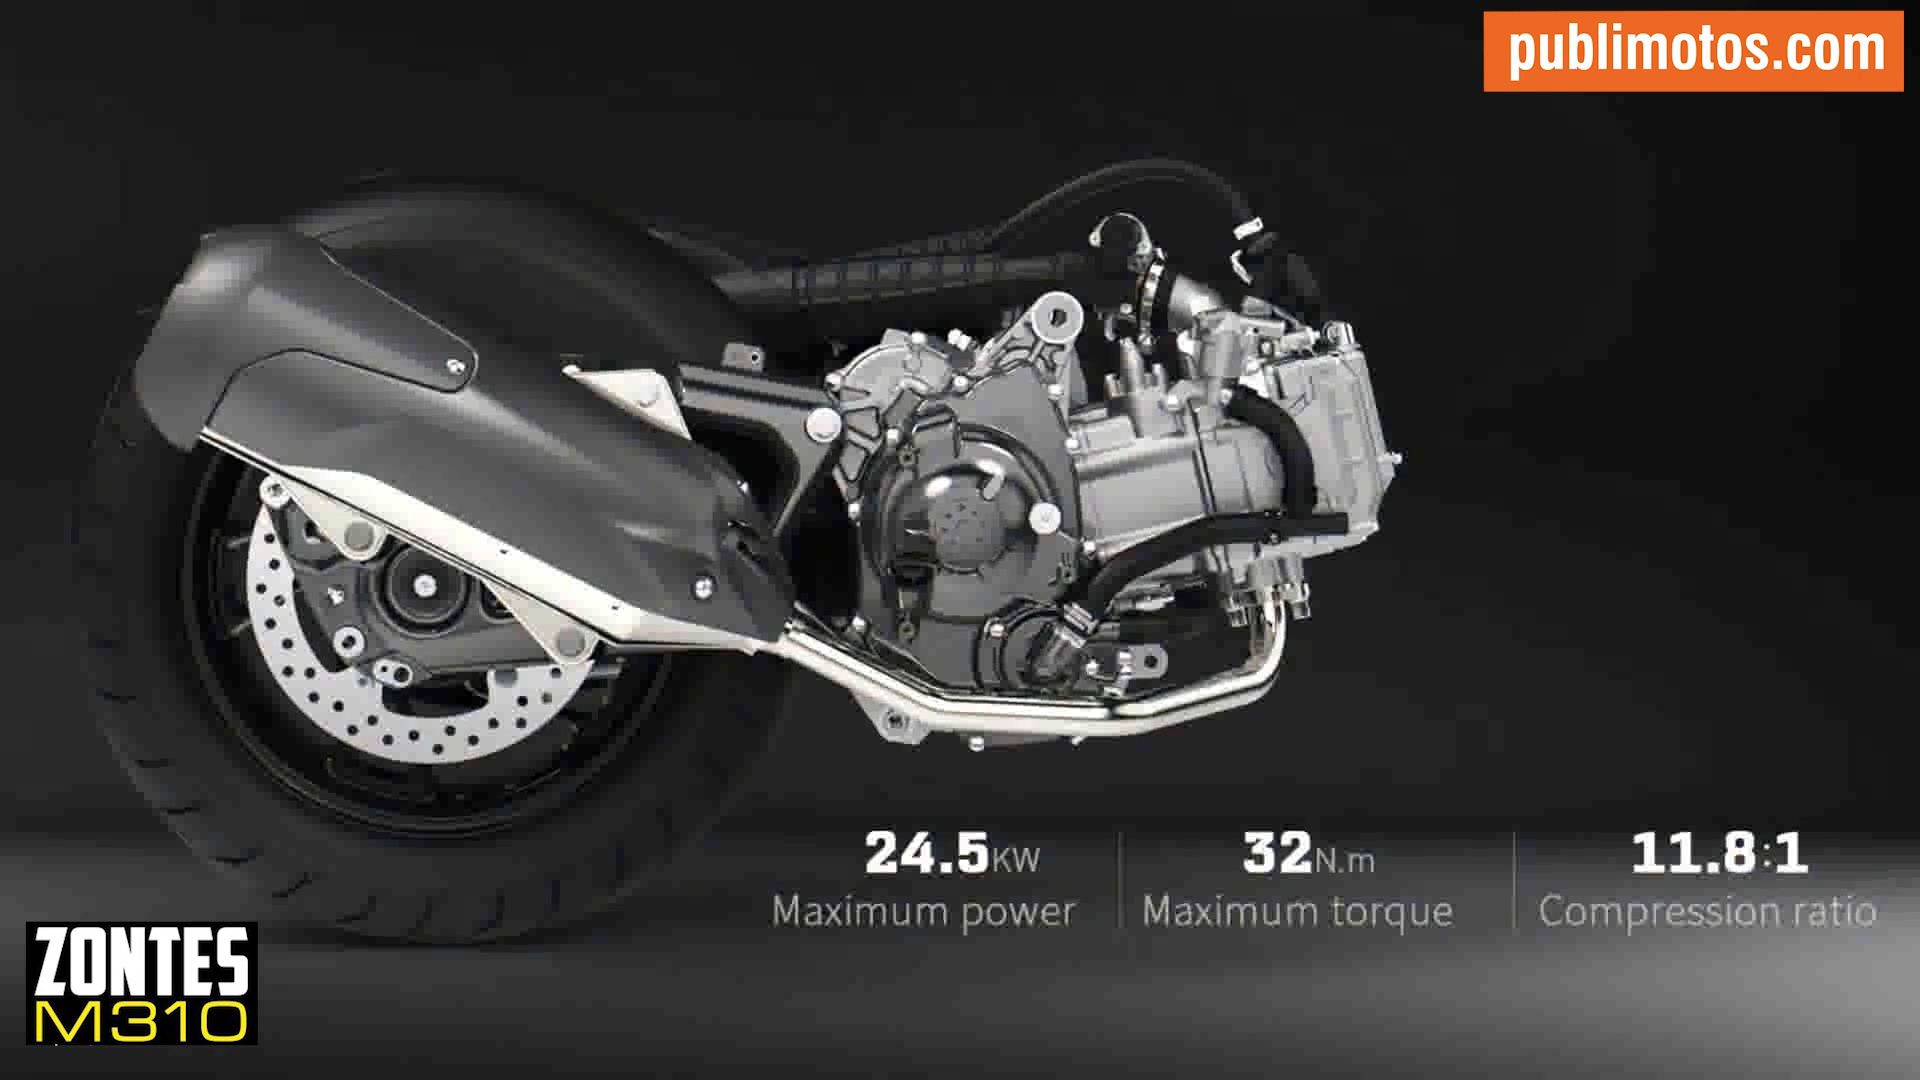 publimotos.com
24.5KW
Maximum power
32N.m
Maximum torque
11.8:1
Compression ratio
ZONTES
M310